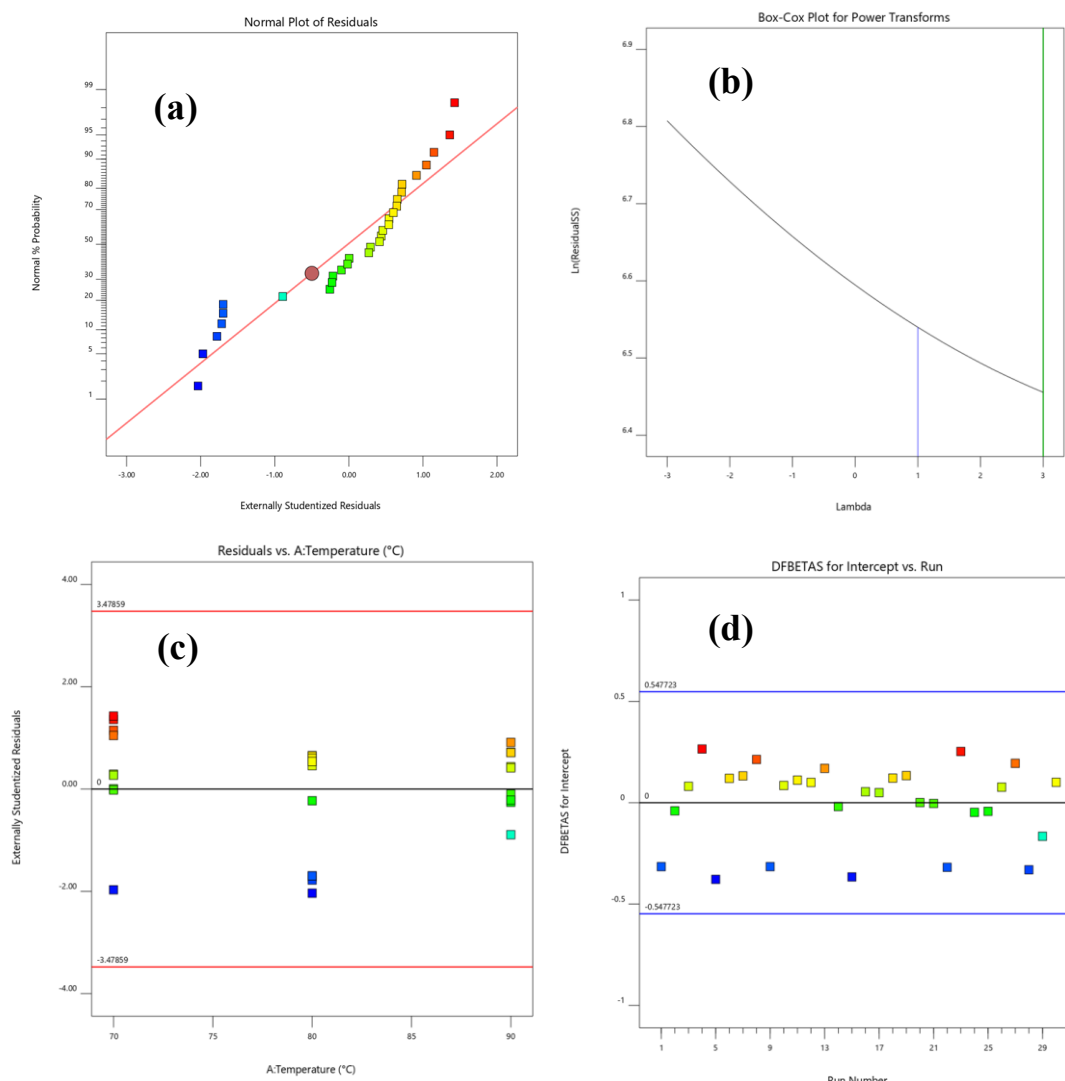 Normal Plot of Residuals
(a)
Normal % Probability
99
95
90
80
70
50
30
20
10
5
1
-3.00 -2.00 -1.00 0.00 1.00 2.00
Externally Studentized Residuals
Box-Cox Plot for Power Transforms
(b)
Ln(ResidualSS)
6.9
6.8
6.7
6.6
6.5
6.4
-3 -2 -1 0 1 2 3
Lambda
Residuals vs. A:Temperature (°C)
(c)
Externally Studentized Residuals
4.00
3.47859
2.00
0.00
0
-2.00
-3.47859
-4.00
70 75 80 85 90
A:Temperature (°C)
DFBETAS for Intercept vs. Run
(d)
DFBETAS for Intercept
1
0.547723
0.5
0
0
-0.5
-0.547723
-1
1 5 9 13 17 21 25 29
Run Number